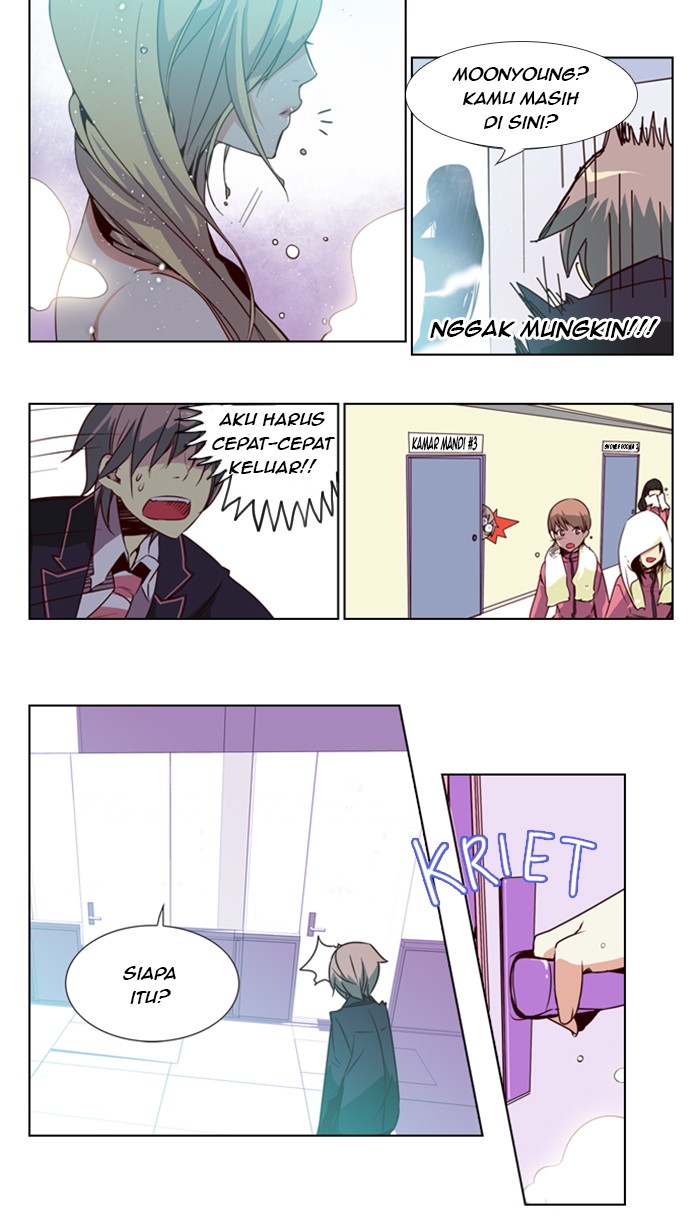 MOONYOUNG?
KAMU MASIH
DI SINI?
NGGAK MUNGKIN!!!
AKU HARUS
CEPAT-CEPAT
KELUAR!!
KAMAR MANDI #3
KRIET
SIAPA
ITU?